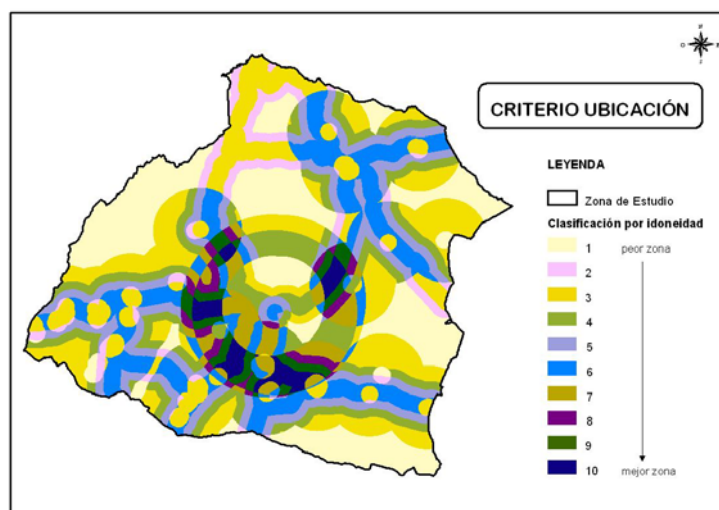 N
O
E
S
CRITERIO UBICACIÓN
LEYENDA
Zona de Estudio
Clasificación por idoneidad
1 peor zona
2
3
4
5
6
7
8
9
10 mejor zona